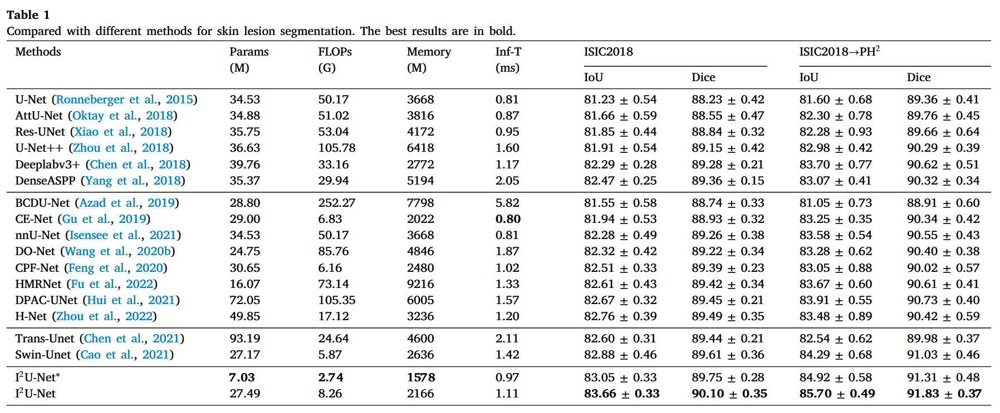 Table 1
Compared with different methods for skin lesion segmentation. The best results are in bold.
Methods Params FLOPs Memory Inf-T ISIC2018 ISIC2018→PH²
(M) (G) (M) (ms)
IoU Dice IoU Dice
U-Net (Ronneberger et al., 2015) 34.53 50.17 3668 0.81 81.23 ± 0.54 88.23 ± 0.42 81.60 ± 0.68 89.36 ± 0.41
AttU-Net (Oktay et al., 2018) 34.88 51.02 3816 0.87 81.66 ± 0.59 88.55 ± 0.47 82.30 ± 0.78 89.76 ± 0.45
Res-UNet (Xiao et al., 2018) 35.75 53.04 4172 0.95 81.85 ± 0.44 88.84 ± 0.32 82.28 ± 0.93 89.66 ± 0.64
U-Net++ (Zhou et al., 2018) 36.63 105.78 6418 1.60 81.91 ± 0.54 89.15 ± 0.42 82.98 ± 0.42 90.29 ± 0.39
Deeplabv3+ (Chen et al., 2018) 39.76 33.16 2772 1.17 82.29 ± 0.28 89.28 ± 0.21 83.70 ± 0.77 90.62 ± 0.51
DenseASPP (Yang et al., 2018) 35.37 29.94 5194 2.05 82.47 ± 0.25 89.36 ± 0.15 83.07 ± 0.41 90.32 ± 0.34
BCDU-Net (Azad et al., 2019) 28.80 252.27 7798 5.82 81.55 ± 0.58 88.74 ± 0.33 81.05 ± 0.73 88.91 ± 0.60
CE-Net (Gu et al., 2019) 29.00 6.83 2022 0.80 81.94 ± 0.53 88.93 ± 0.32 83.25 ± 0.35 90.34 ± 0.42
nnU-Net (Isensee et al., 2021) 34.53 50.17 3668 0.81 82.28 ± 0.49 89.26 ± 0.38 83.58 ± 0.54 90.55 ± 0.43
DO-Net (Wang et al., 2020b) 24.75 85.76 4846 1.87 82.32 ± 0.42 89.22 ± 0.34 83.28 ± 0.62 90.40 ± 0.38
CPF-Net (Feng et al., 2020) 30.65 6.16 2480 1.02 82.51 ± 0.33 89.39 ± 0.23 83.05 ± 0.88 90.02 ± 0.57
HMRNet (Fu et al., 2022) 16.07 73.14 9216 1.33 82.61 ± 0.43 89.42 ± 0.34 83.67 ± 0.60 90.61 ± 0.41
DPAC-UNet (Hui et al., 2021) 72.05 105.35 6005 1.57 82.67 ± 0.32 89.45 ± 0.21 83.91 ± 0.55 90.73 ± 0.40
H-Net (Zhou et al., 2022) 49.85 17.12 3236 1.20 82.76 ± 0.39 89.49 ± 0.35 83.48 ± 0.89 90.42 ± 0.59
Trans-Unet (Chen et al., 2021) 93.19 24.64 4600 2.11 82.60 ± 0.31 89.44 ± 0.21 82.54 ± 0.62 89.98 ± 0.37
Swin-Unet (Cao et al., 2021) 27.17 5.87 2636 1.42 82.88 ± 0.46 89.61 ± 0.36 84.29 ± 0.68 91.03 ± 0.46
I²U-Net* 7.03 2.74 1578 0.97 83.05 ± 0.33 89.75 ± 0.28 84.92 ± 0.58 91.31 ± 0.48
I²U-Net 27.49 8.26 2166 1.11 83.66 ± 0.33 90.10 ± 0.35 85.70 ± 0.49 91.83 ± 0.37